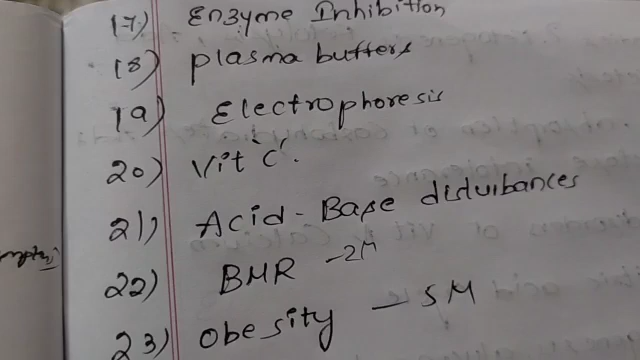 17) Enzyme Inhibition
18) plasma buffers
19) Electrophoresis
20) Vit 'c'.
21) Acid-Base disturbances
22) BMR - 2M
23) Obesity - 5M